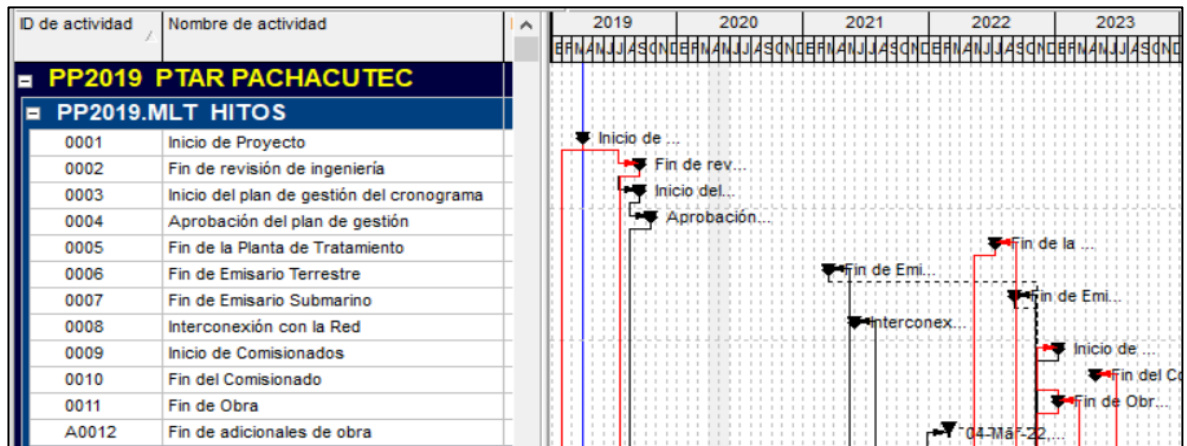 ID de actividad Nombre de actividad 2019 2020 2021 2022 2023
PP2019 PTAR PACHACUTEC
PP2019.MLT HITOS
0001 Inicio de Proyecto Inicio de ...
0002 Fin de revisión de ingeniería Fin de rev...
0003 Inicio del plan de gestión del cronograma Inicio del...
0004 Aprobación del plan de gestión Aprobación...
0005 Fin de la Planta de Tratamiento Fin de la ...
0006 Fin de Emisario Terrestre Fin de Emi...
0007 Fin de Emisario Submarino Fin de Emi...
0008 Interconexión con la Red Interconex...
0009 Inicio de Comisionados Inicio de ...
0010 Fin del Comisionado Fin del Co
0011 Fin de Obra Fin de Obr...
A0012 Fin de adicionales de obra 04-Mar-22,...